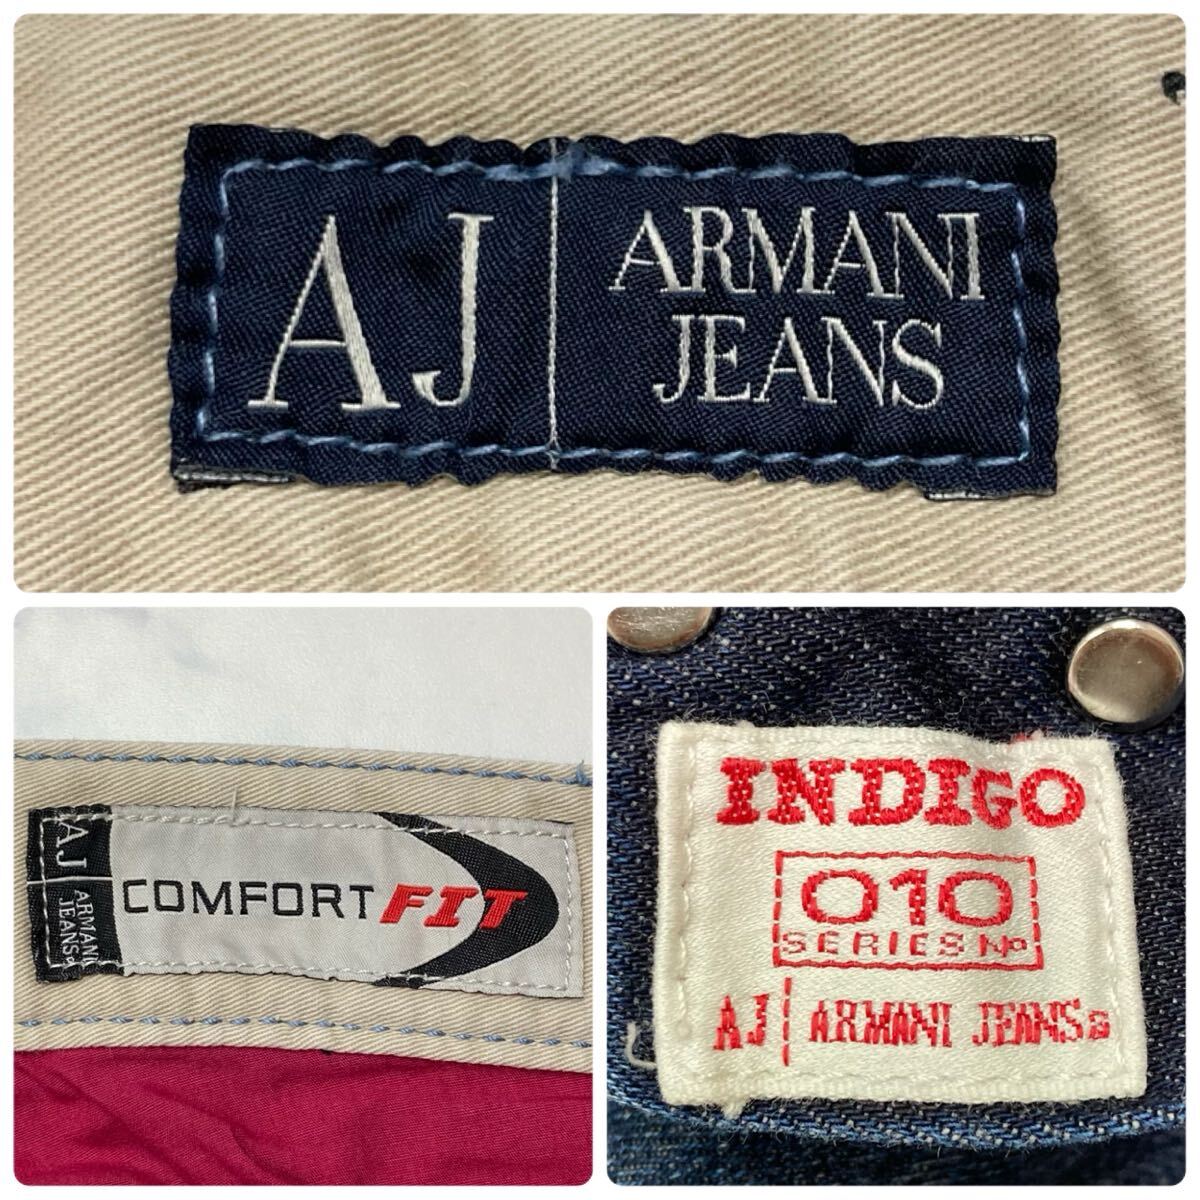 AJ
ARMANI
JEANS
AJ
ARMANI
JEANS
COMFORT FIT
INDIGO
010
SERIES No
AJ ARMANI JEANS